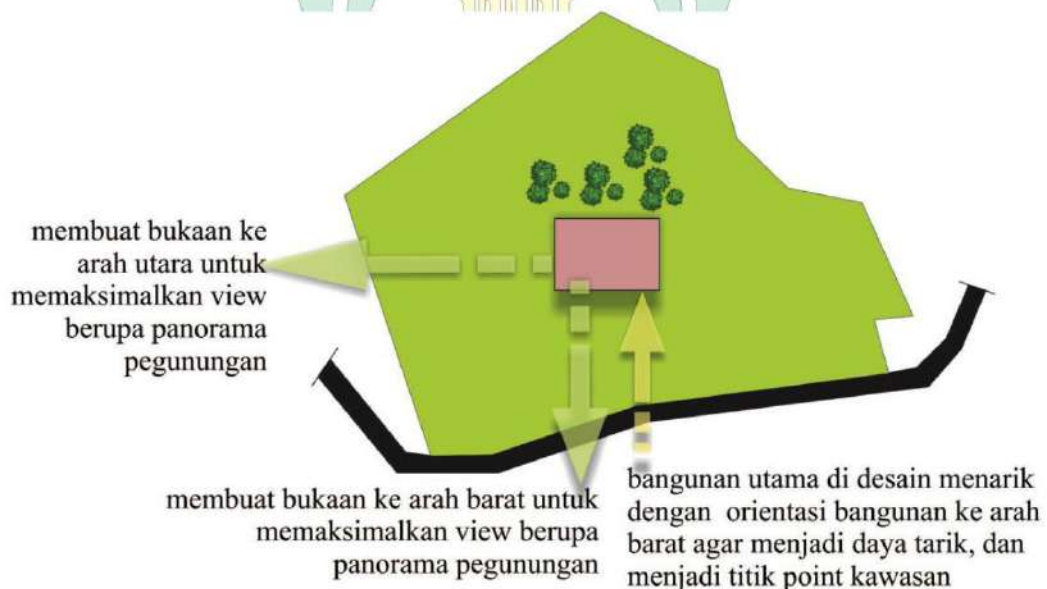 membuat bukaan ke
arah utara untuk
memaksimalkan view
berupa panorama
pegunungan
membuat bukaan ke arah barat untuk
memaksimalkan view berupa
panorama pegunungan
bangunan utama di desain menarik
dengan orientasi bangunan ke arah
barat agar menjadi daya tarik, dan
menjadi titik point kawasan